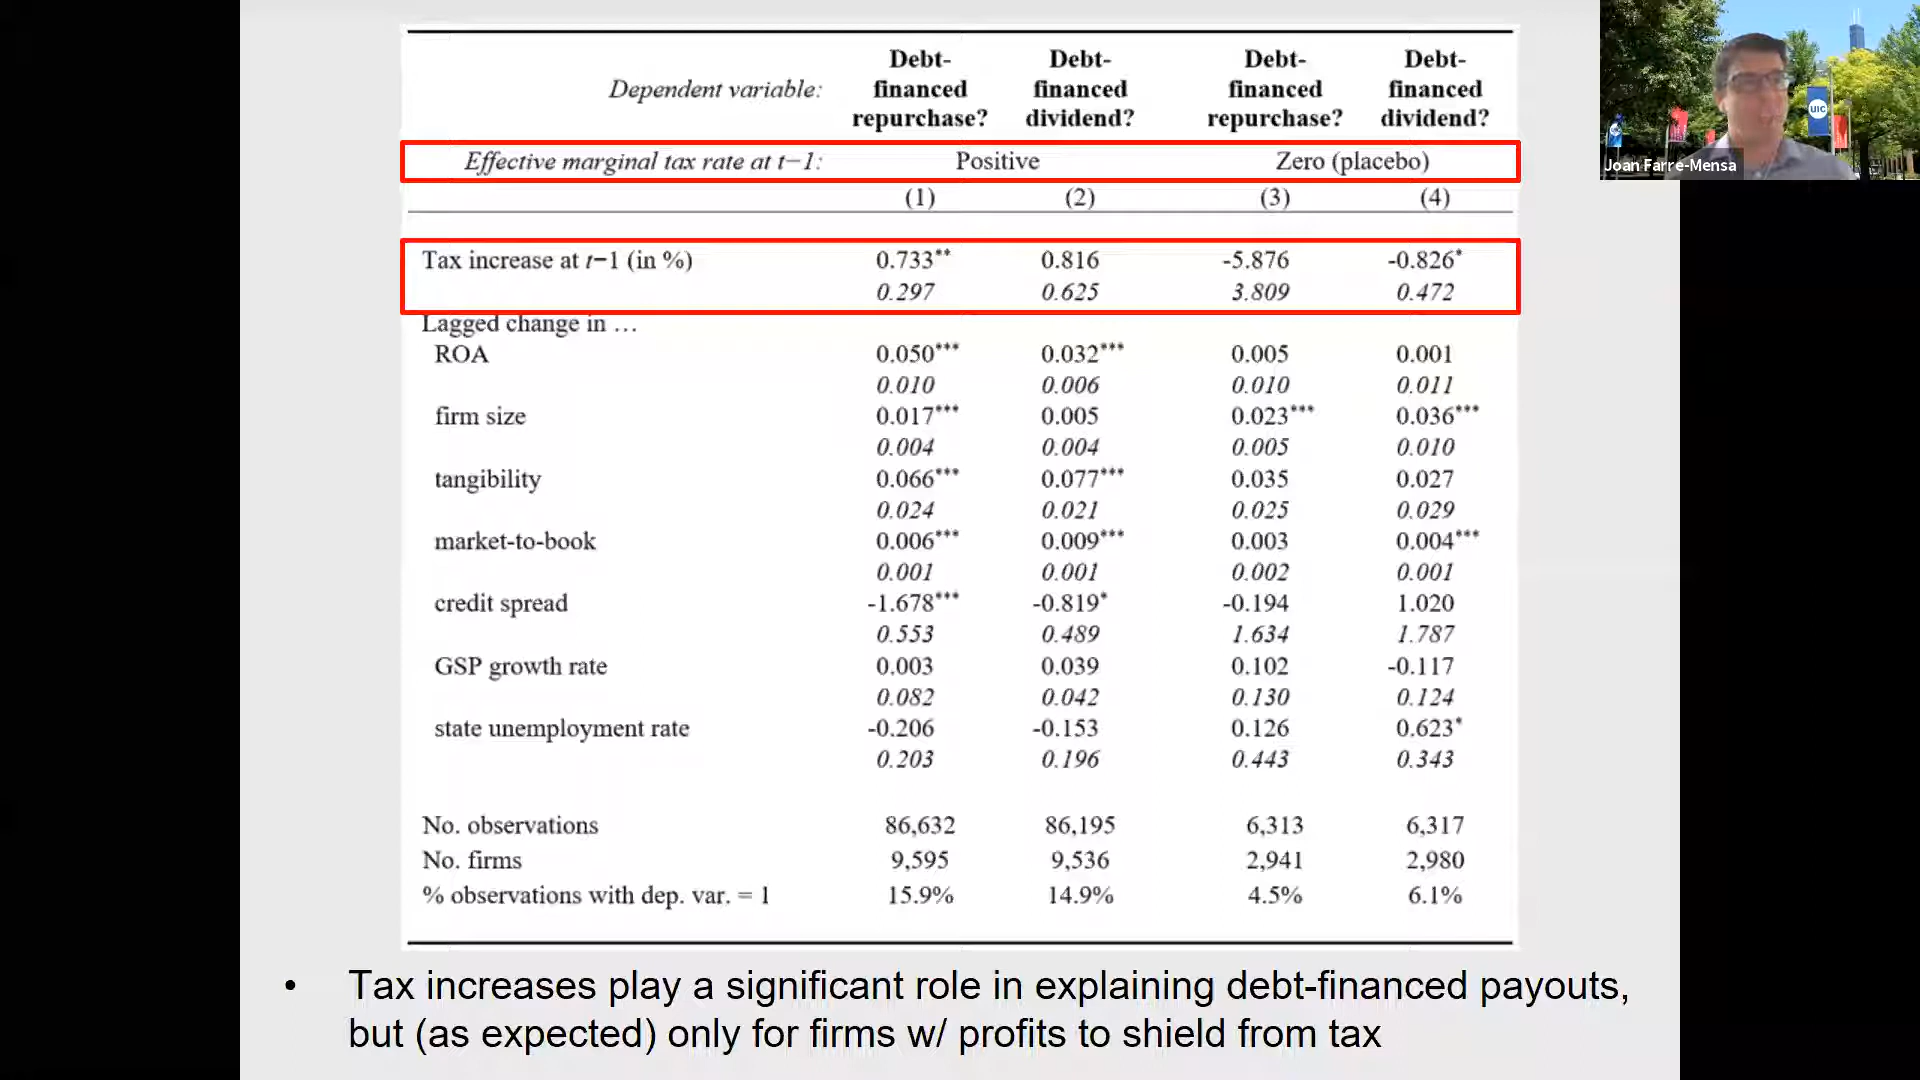 Debt- Debt- Debt- Debt-
Dependent variable: financed financed financed financed
repurchase? dividend? repurchase? dividend?
Effective marginal tax rate at t−1: Positive Zero (placebo)
(1) (2) (3) (4)
Tax increase at t−1 (in %) 0.733** 0.816 -5.876 -0.826*
0.297 0.625 3.809 0.472
Lagged change in …
ROA 0.050*** 0.032*** 0.005 0.001
0.010 0.006 0.010 0.011
firm size 0.017*** 0.005 0.023*** 0.036***
0.004 0.004 0.005 0.010
tangibility 0.066*** 0.077*** 0.035 0.027
0.024 0.021 0.025 0.029
market-to-book 0.006*** 0.009*** 0.003 0.004***
0.001 0.001 0.002 0.001
credit spread -1.678*** -0.819* -0.194 1.020
0.553 0.489 1.634 1.787
GSP growth rate 0.003 0.039 0.102 -0.117
0.082 0.042 0.130 0.124
state unemployment rate -0.206 -0.153 0.126 0.623*
0.203 0.196 0.443 0.343
No. observations 86,632 86,195 6,313 6,317
No. firms 9,595 9,536 2,941 2,980
% observations with dep. var. = 1 15.9% 14.9% 4.5% 6.1%
• Tax increases play a significant role in explaining debt-financed payouts,
but (as expected) only for firms w/ profits to shield from tax
UIC
Joan Farre-Mensa